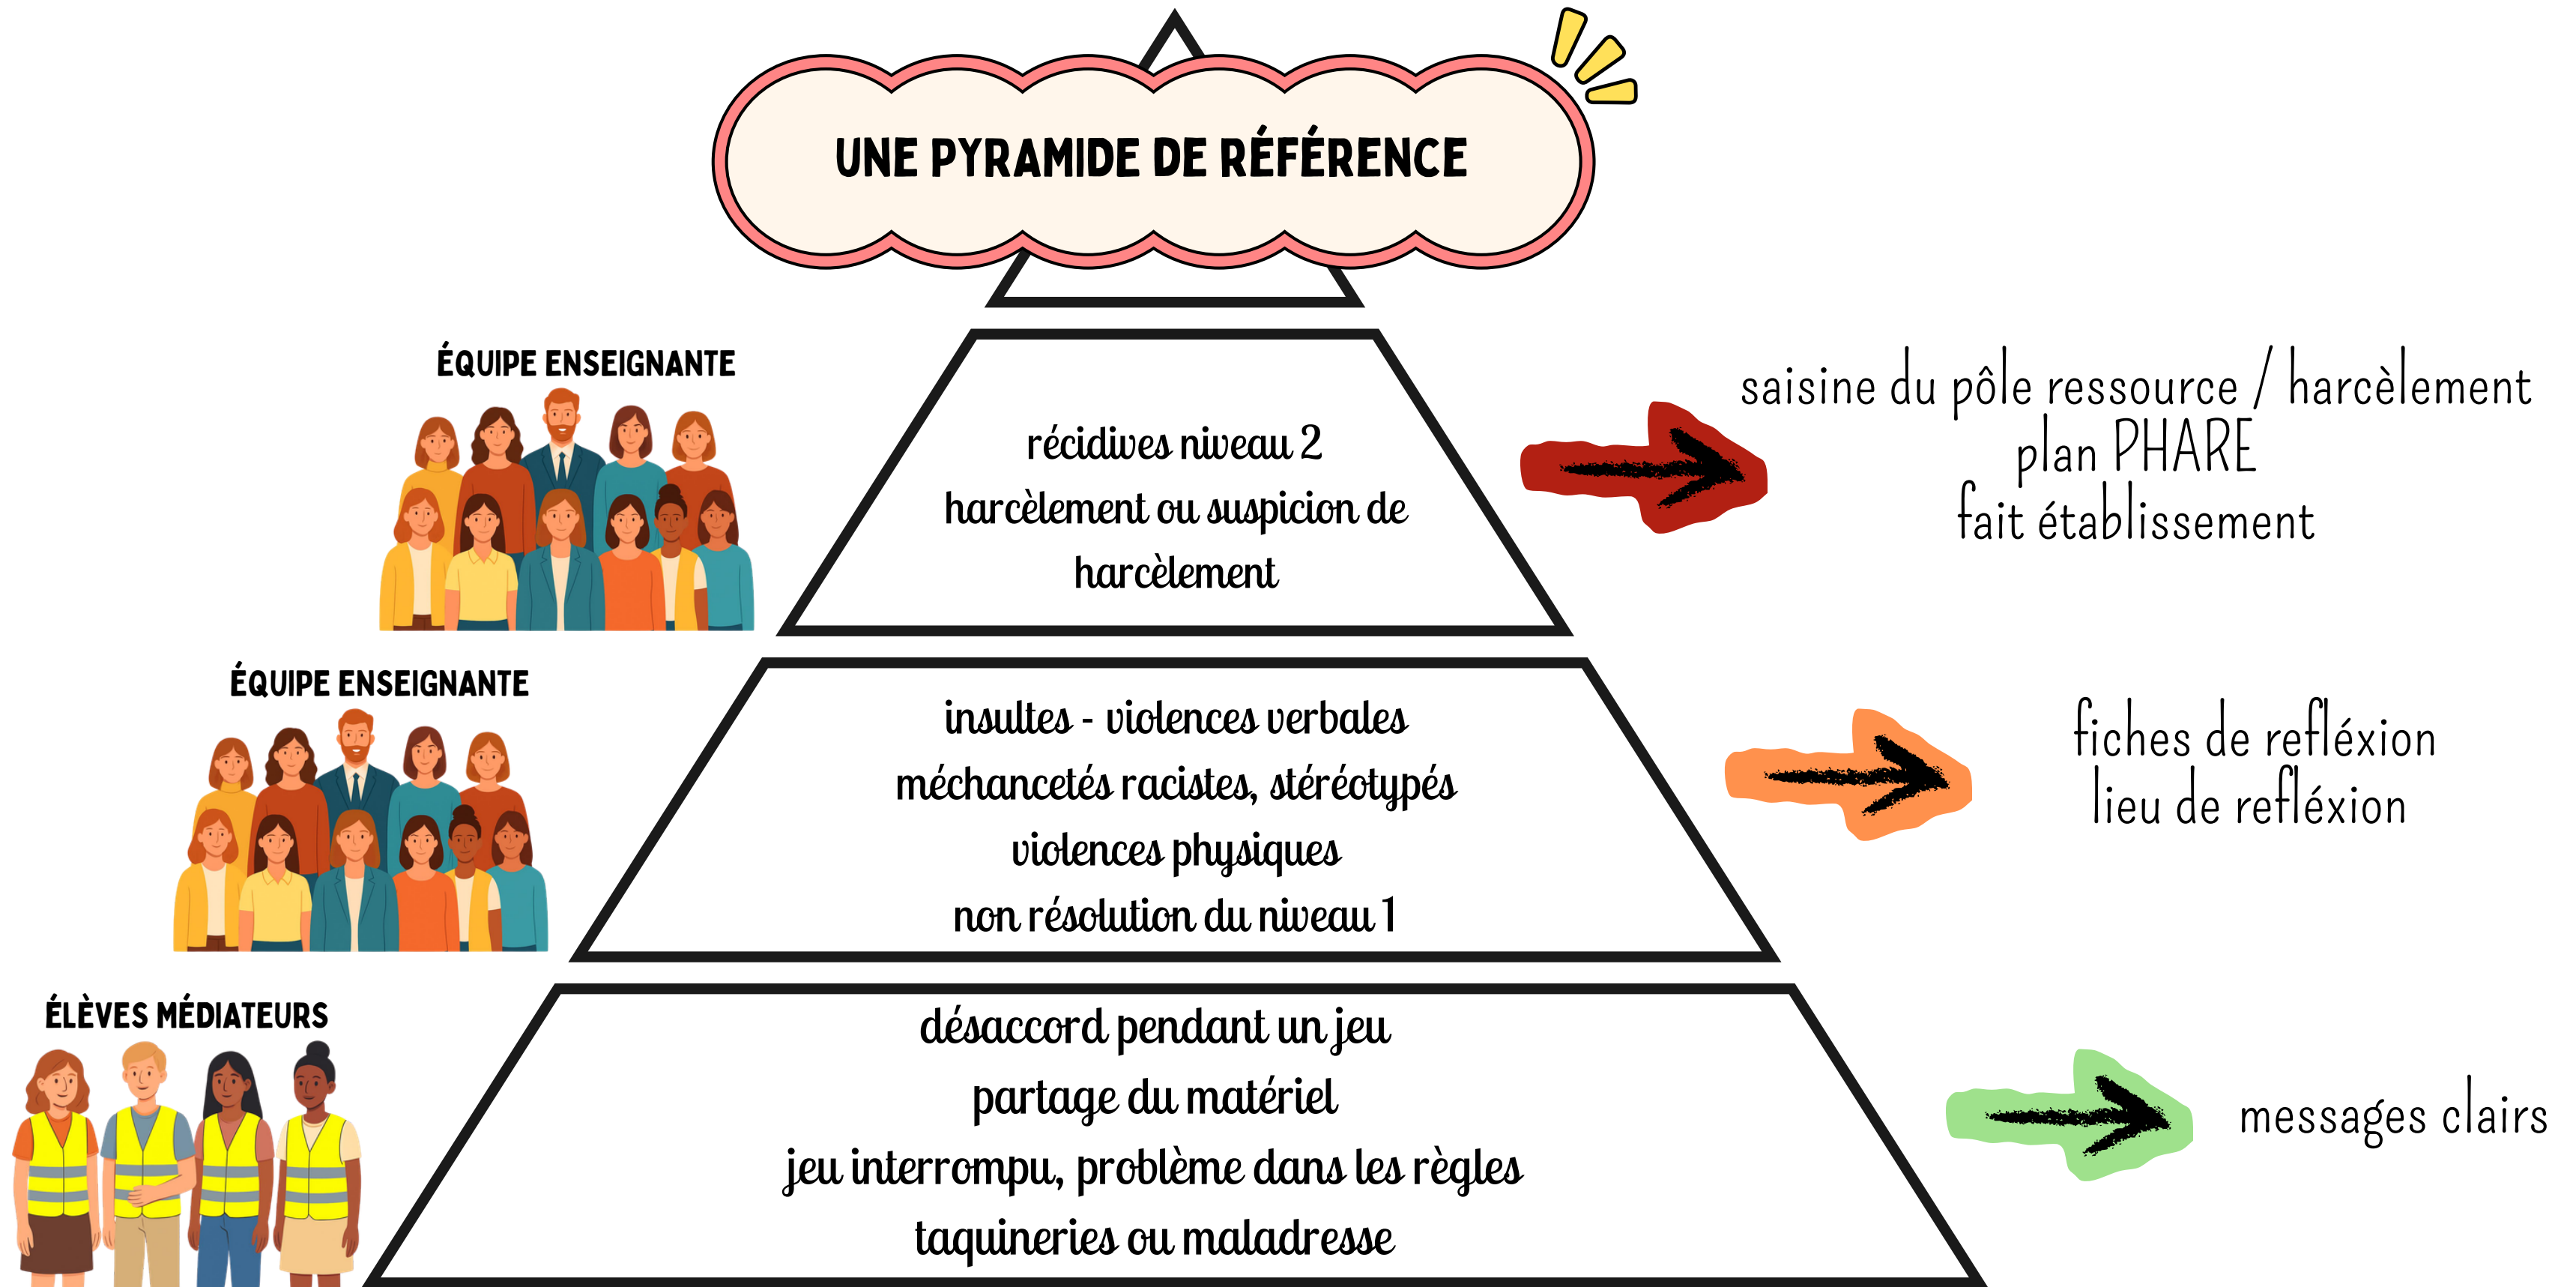 UNE PYRAMIDE DE RÉFÉRENCE
ÉQUIPE ENSEIGNANTE
récidives niveau 2
harcèlement ou suspicion de
harcèlement
saisine du pôle ressource / harcèlement
plan PHARE
fait établissement
ÉQUIPE ENSEIGNANTE
insultes - violences verbales
méchancetés racistes, stéréotypés
violences physiques
non résolution du niveau 1
fiches de refléxion
lieu de refléxion
ÉLÈVES MÉDIATEURS
désaccord pendant un jeu
partage du matériel
jeu interrompu, problème dans les règles
taquineries ou maladresse
messages clairs